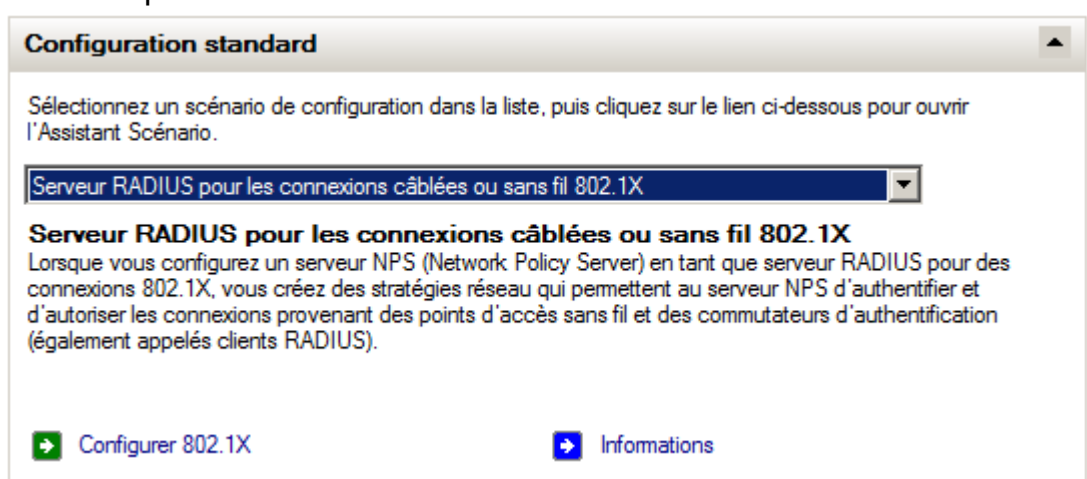 Configuration standard
Sélectionnez un scénario de configuration dans la liste, puis cliquez sur le lien ci-dessous pour ouvrir
l'Assistant Scénario.
Serveur RADIUS pour les connexions câblées ou sans fil 802.1X
Serveur RADIUS pour les connexions câblées ou sans fil 802.1X
Lorsque vous configurez un serveur NPS (Network Policy Server) en tant que serveur RADIUS pour des
connexions 802.1X, vous créez des stratégies réseau qui permettent au serveur NPS d'authentifier et
d'autoriser les connexions provenant des points d'accès sans fil et des commutateurs d'authentification
(également appelés clients RADIUS).
Configurer 802.1X
Informations